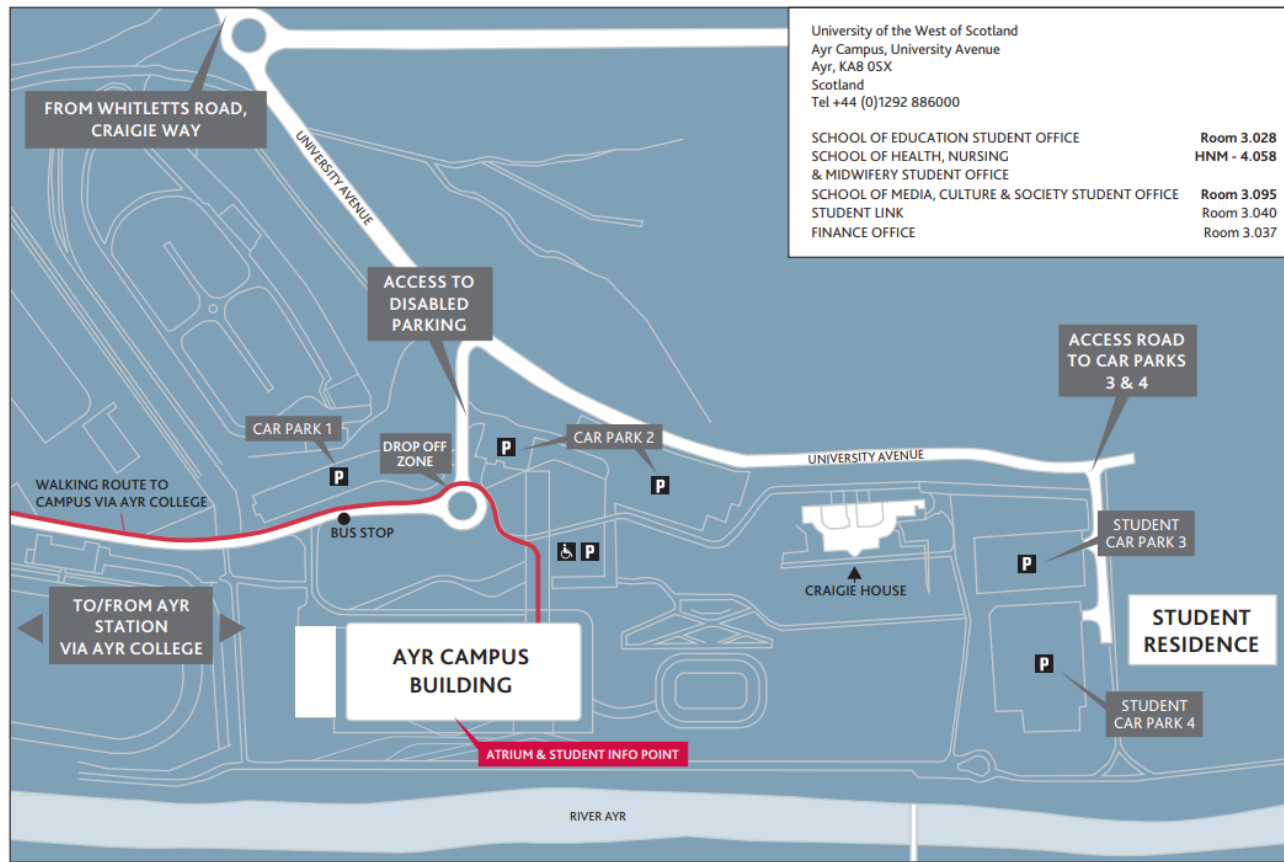 University of the West of Scotland
Ayr Campus, University Avenue
Ayr, KA8 0SX
Scotland
Tel +44 (0)1292 886000
SCHOOL OF EDUCATION STUDENT OFFICE Room 3.028
SCHOOL OF HEALTH, NURSING HNM - 4.058
& MIDWIFERY STUDENT OFFICE
SCHOOL OF MEDIA, CULTURE & SOCIETY STUDENT OFFICE Room 3.095
STUDENT LINK Room 3.040
FINANCE OFFICE Room 3.037
FROM WHITLETTS ROAD,
CRAIGIE WAY
UNIVERSITY AVENUE
ACCESS TO
DISABLED
PARKING
ACCESS ROAD
TO CAR PARKS
3 & 4
CAR PARK 1
P
DROP OFF
ZONE
P
CAR PARK 2
P
UNIVERSITY AVENUE
WALKING ROUTE TO
CAMPUS VIA AYR COLLEGE
BUS STOP
P
CRAIGIE HOUSE
STUDENT
CAR PARK 3
P
TO/FROM AYR
STATION
VIA AYR COLLEGE
AYR CAMPUS
BUILDING
STUDENT
RESIDENCE
P
STUDENT
CAR PARK 4
ATRIUM & STUDENT INFO POINT
RIVER AYR